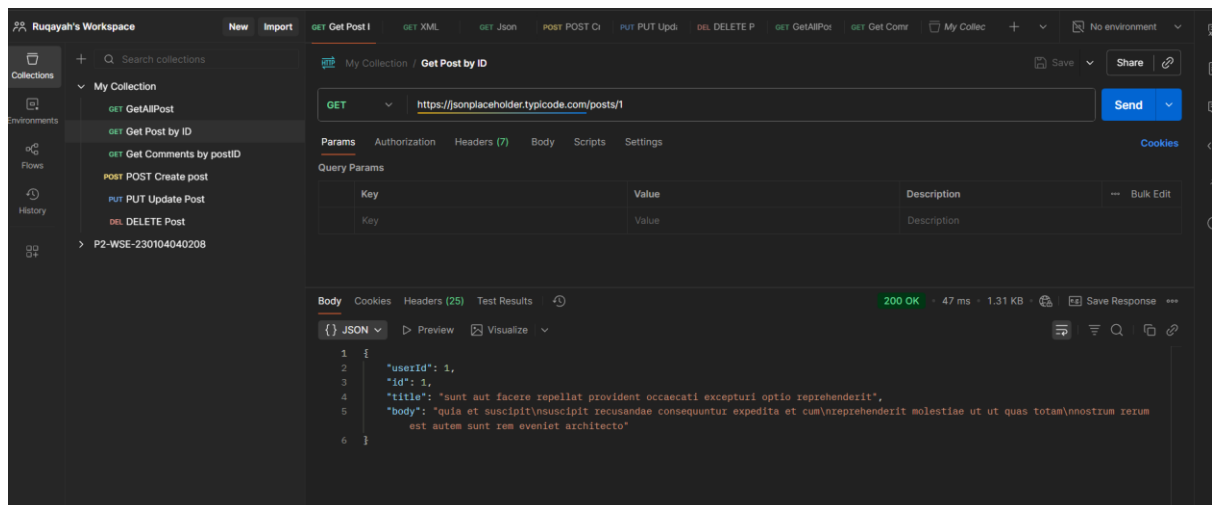 Ruqayah's Workspace
New Import
GET Get Post I
GET XML
GET Json
POST POST Cr
PUT PUT Upd
DEL DELETE P
GET GetAllPos
GET Get Comr
My Collec
No environment
Collections
Environments
Flows
History
Search collections
My Collection
GET GetAllPost
GET Get Post by ID
GET Get Comments by postID
POST POST Create post
PUT PUT Update Post
DEL DELETE Post
P2-WSE-230104040208
HTTP My Collection / Get Post by ID
Save Share
GET https://jsonplaceholder.typicode.com/posts/1 Send
Params Authorization Headers (7) Body Scripts Settings Cookies
Query Params
Key Value Description Bulk Edit
Key Value Description
Body Cookies Headers (25) Test Results 200 OK 47 ms 1.31 KB Save Response
{} JSON Preview Visualize
1 {
2 "userId": 1,
3 "id": 1,
4 "title": "sunt aut facere repellat provident occaecati excepturi optio reprehenderit",
5 "body": "quia et suscipit\nsuscipit recusandae consequuntur expedita et cum\nreprehenderit molestiae ut ut quas totam\nnostrum rerum
est autem sunt rem eveniet architecto"
6 }